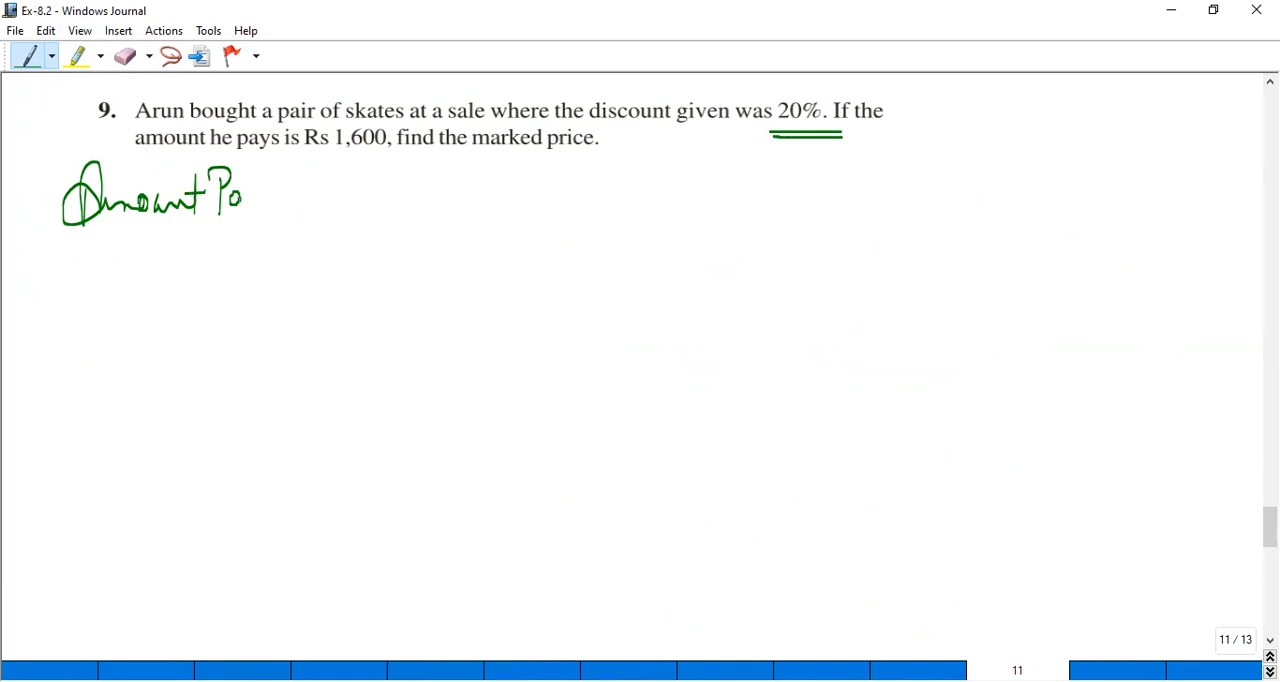 Ex-8.2 - Windows Journal
File Edit View Insert Actions Tools Help
9. Arun bought a pair of skates at a sale where the discount given was 20%. If the
amount he pays is Rs 1,600, find the marked price.
Amount Pa
11 / 13
11